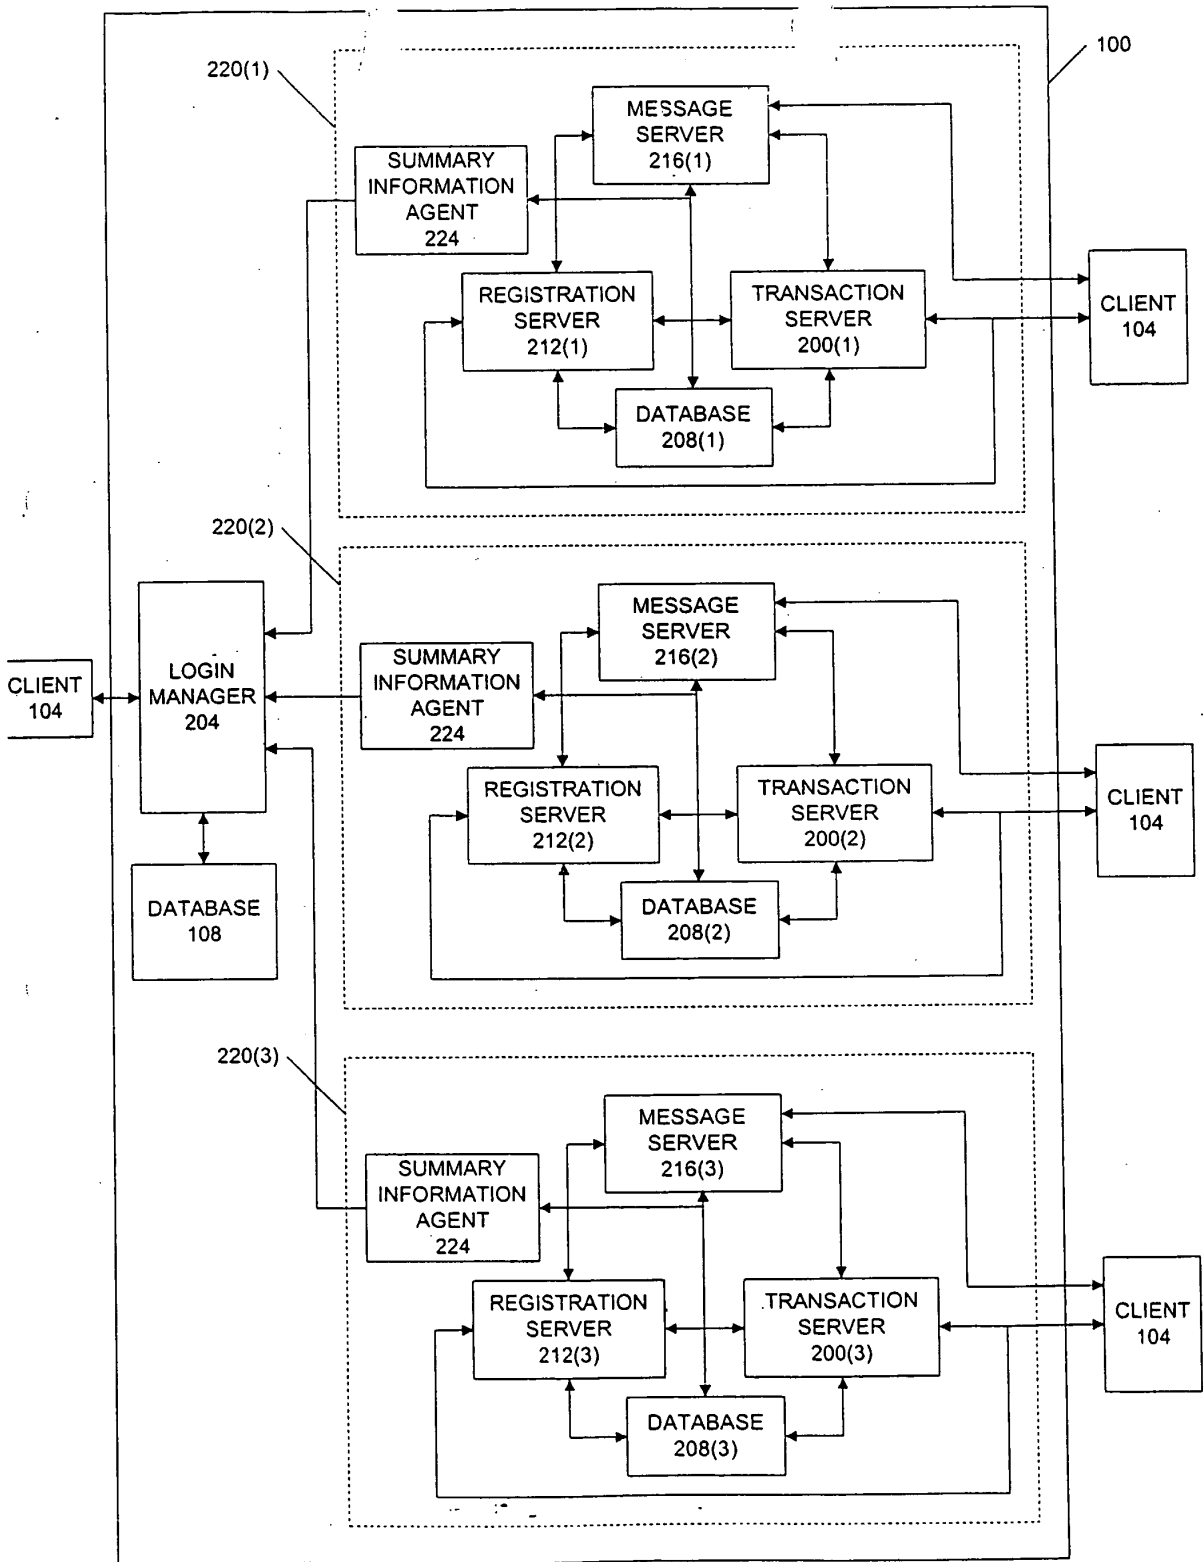 100
220(1)
MESSAGE
SERVER
216(1)
SUMMARY
INFORMATION
AGENT
224
REGISTRATION
SERVER
212(1)
TRANSACTION
SERVER
200(1)
CLIENT
104
DATABASE
208(1)
220(2)
MESSAGE
SERVER
216(2)
SUMMARY
INFORMATION
AGENT
224
LOGIN
MANAGER
204
CLIENT
104
REGISTRATION
SERVER
212(2)
TRANSACTION
SERVER
200(2)
CLIENT
104
DATABASE
108
DATABASE
208(2)
220(3)
MESSAGE
SERVER
216(3)
SUMMARY
INFORMATION
AGENT
224
REGISTRATION
SERVER
212(3)
TRANSACTION
SERVER
200(3)
CLIENT
104
DATABASE
208(3)